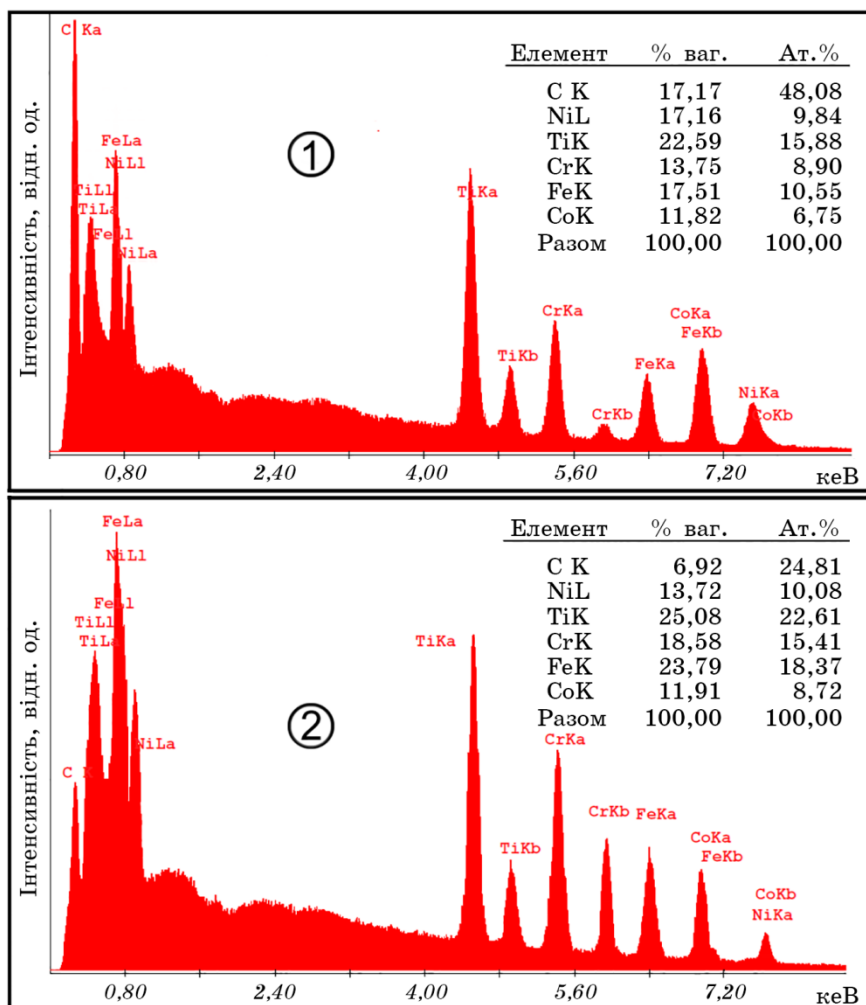 C Ka
FeLa
NiLl
TiLl
TiLa
FeLl
NiLa
Інтенсивність, відн. од.
①
Елемент % ваг. Ат.%
C K 17,17 48,08
NiL 17,16 9,84
TiK 22,59 15,88
CrK 13,75 8,90
FeK 17,51 10,55
CoK 11,82 6,75
Разом 100,00 100,00
TiKa
TiKb
CrKa
CrKb
FeKa
CoKa
FeKb
NiKa
CoKb
0,80 2,40 4,00 5,60 7,20 кеВ
FeLa
NiLl
FeLl
TiLl
TiLa
NiLa
C K
Інтенсивність, відн. од.
②
Елемент % ваг. Ат.%
C K 6,92 24,81
NiL 13,72 10,08
TiK 25,08 22,61
CrK 18,58 15,41
FeK 23,79 18,37
CoK 11,91 8,72
Разом 100,00 100,00
TiKa
TiKb
CrKa
CrKb FeKa
CoKa
FeKb
CoKb
NiKa
0,80 2,40 4,00 5,60 7,20 кеВ